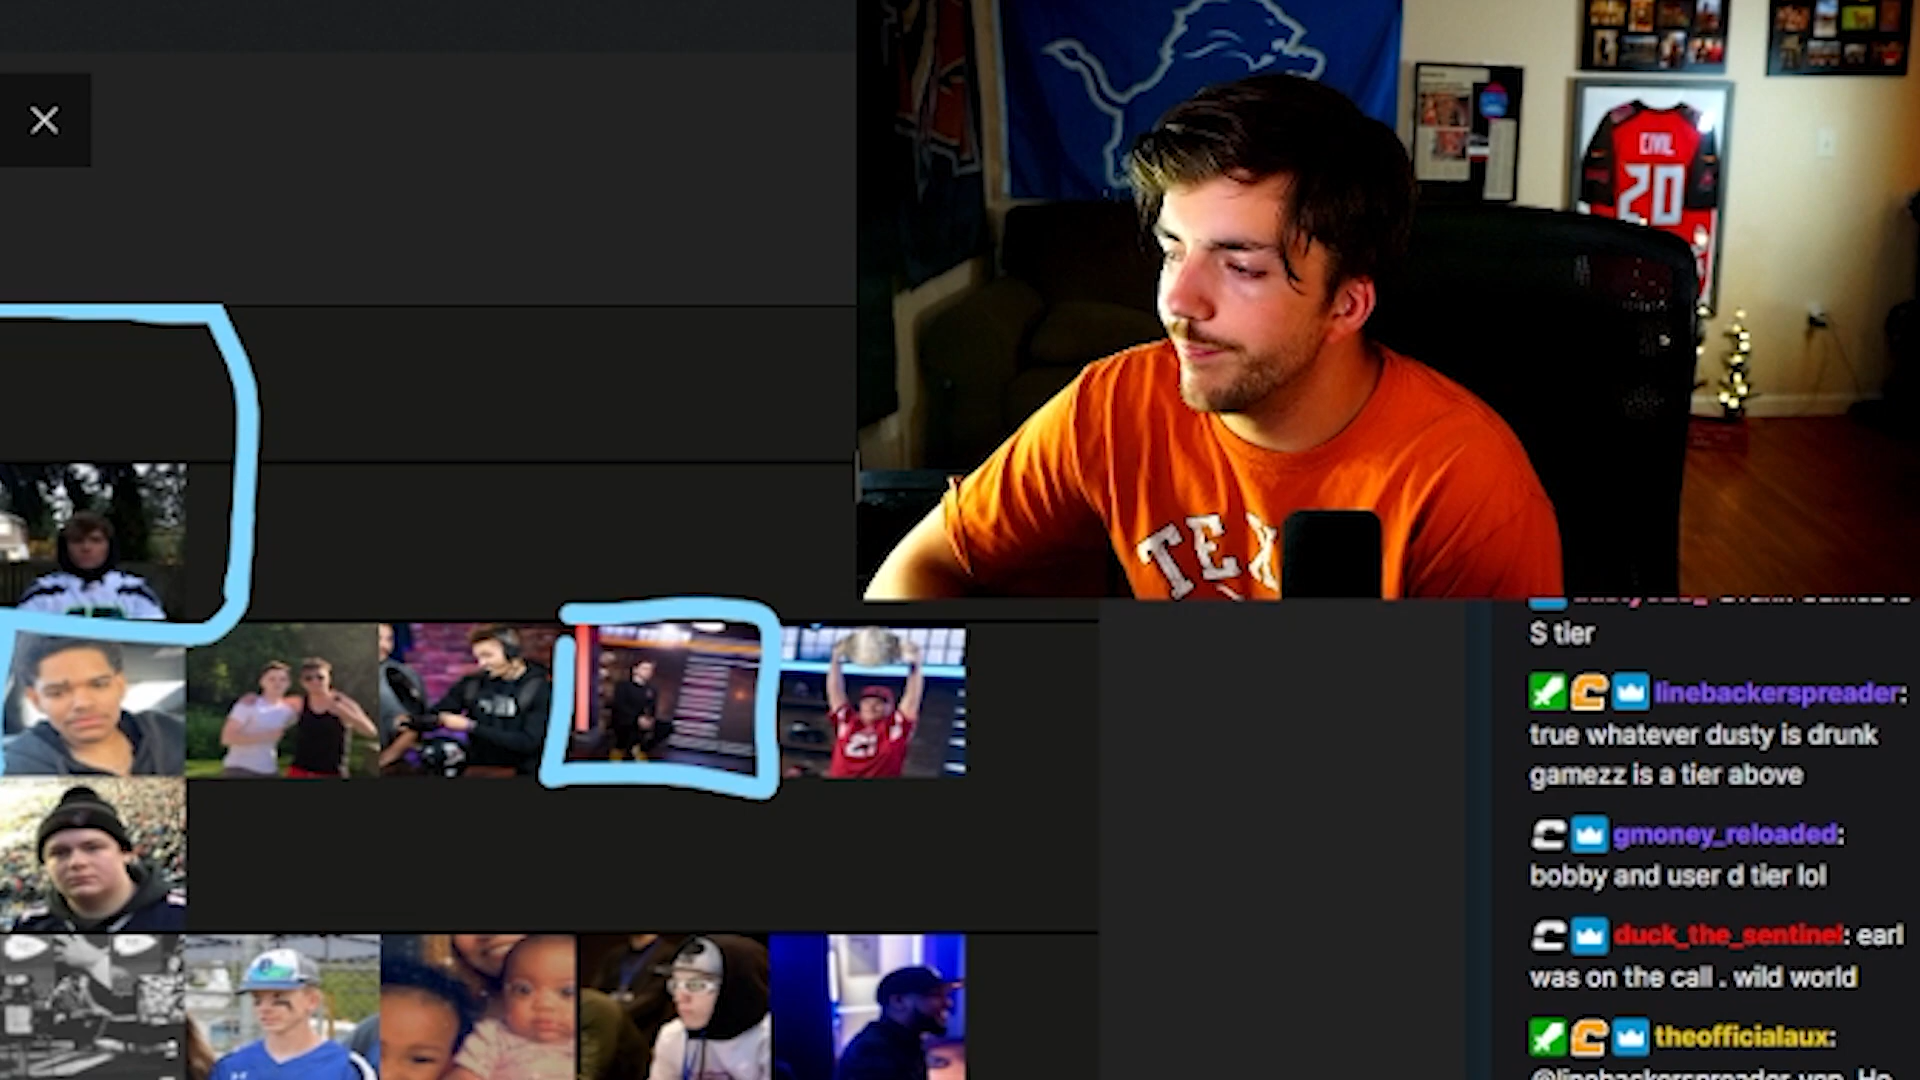 CIVIL
20
TEX
S tier
linebackerspreader:
true whatever dusty is drunk
gamezz is a tier above
gmoney_reloaded:
bobby and user d tier lol
duck_the_sentinel: earl
was on the call . wild world
theofficialaux: